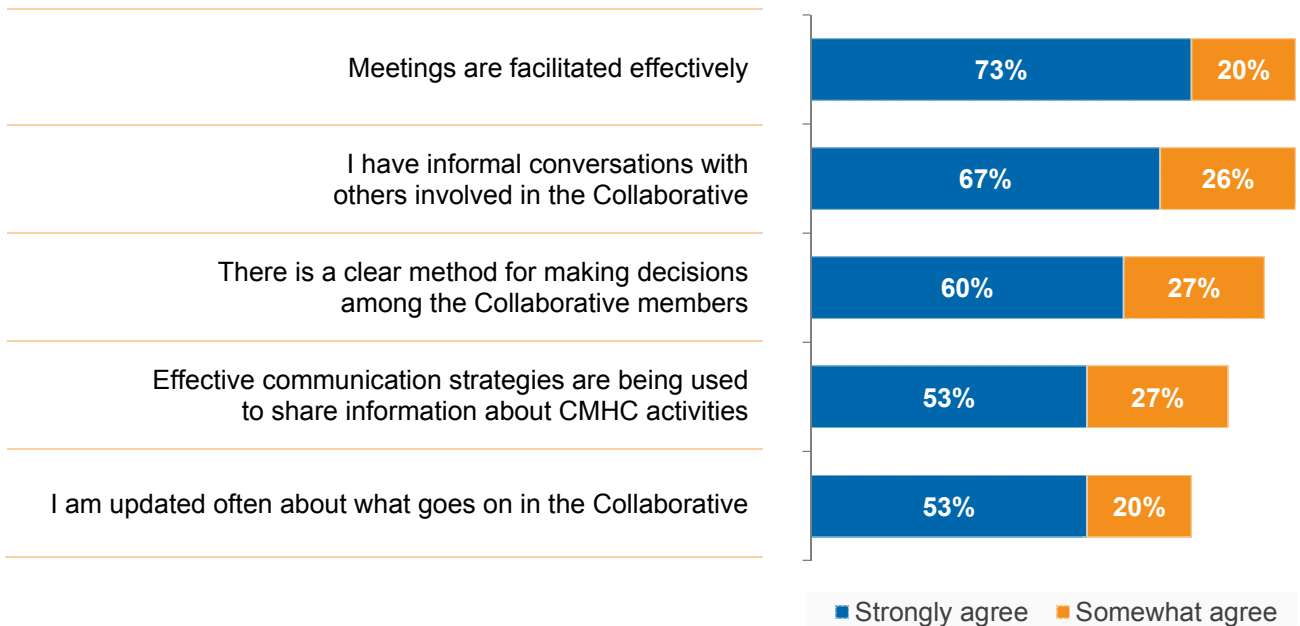 Meetings are facilitated effectively
73%
20%
I have informal conversations with
others involved in the Collaborative
67%
26%
There is a clear method for making decisions
among the Collaborative members
60%
27%
Effective communication strategies are being used
to share information about CMHC activities
53%
27%
I am updated often about what goes on in the Collaborative
53%
20%
Strongly agree
Somewhat agree